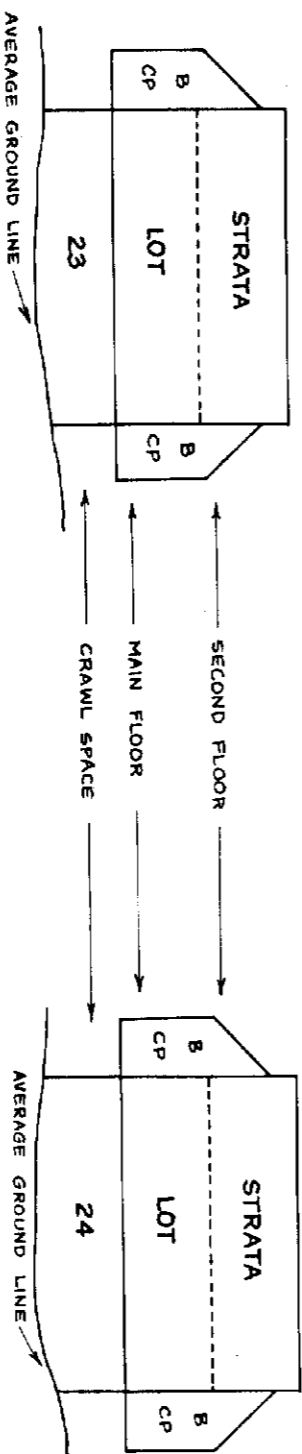 STRATA
LOT
23
B
CP
B
CP
AVERAGE GROUND LINE
SECOND FLOOR
MAIN FLOOR
CRAWL SPACE
STRATA
LOT
24
B
CP
B
CP
AVERAGE GROUND LINE